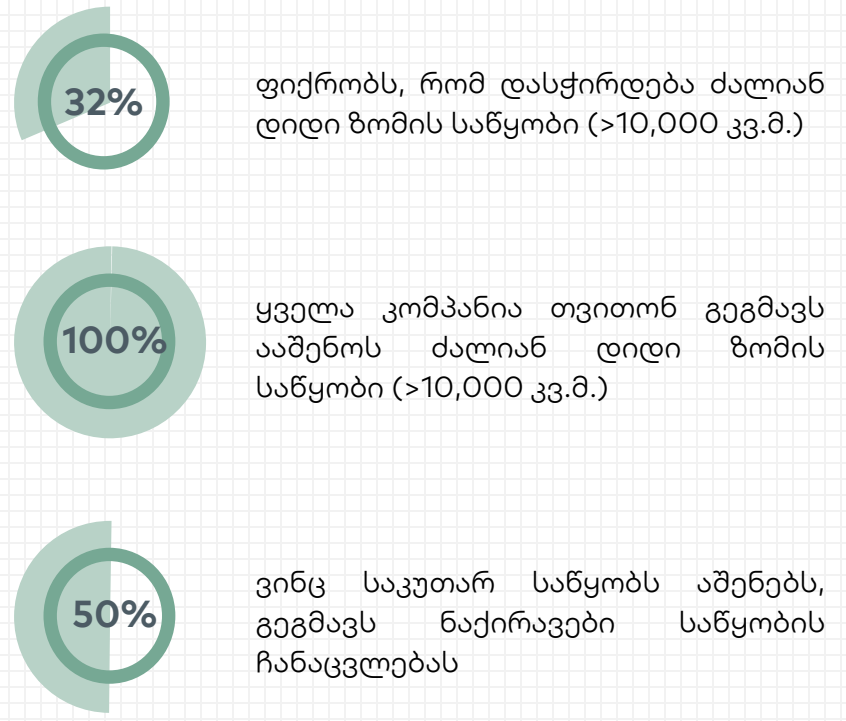 32%
ფიქრობს, რომ დასჭირდება ძალიან
დიდი ზომის საწყობი (>10,000 კვ.მ.)
100%
ყველა კომპანია თვითონ გეგმავს
ააშენოს ძალიან დიდი ზომის
საწყობი (>10,000 კვ.მ.)
50%
ვინც საკუთარ საწყობს აშენებს,
გეგმავს ნაქირავები საწყობის
ჩანაცვლებას